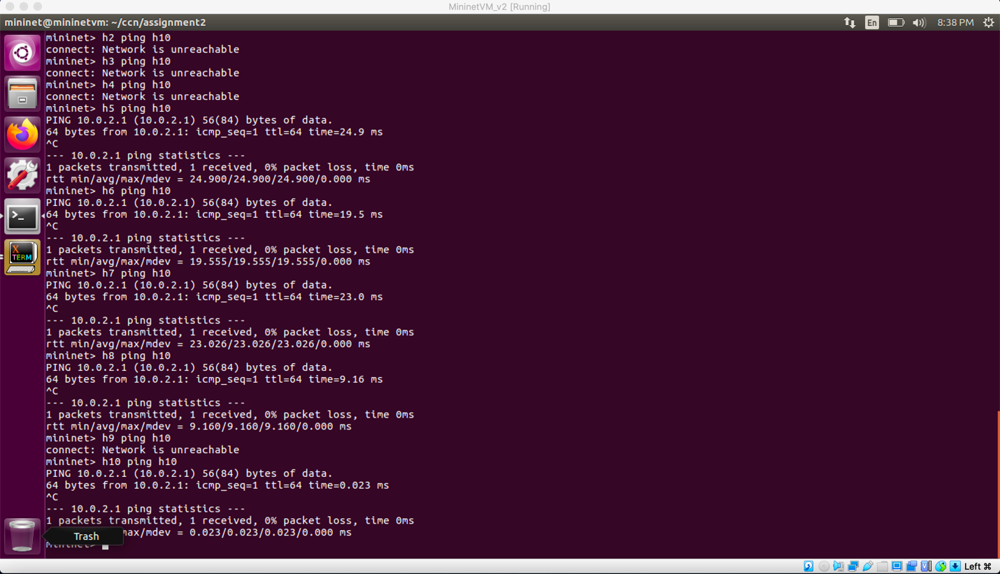 MininetVM_v2 [Running]
mininet@mininetvm: ~/ccn/assignment2
En
8:38 PM
mininet> h2 ping h10
connect: Network is unreachable
mininet> h3 ping h10
connect: Network is unreachable
mininet> h4 ping h10
connect: Network is unreachable
mininet> h5 ping h10
PING 10.0.2.1 (10.0.2.1) 56(84) bytes of data.
64 bytes from 10.0.2.1: icmp_seq=1 ttl=64 time=24.9 ms
^C
--- 10.0.2.1 ping statistics ---
1 packets transmitted, 1 received, 0% packet loss, time 0ms
rtt min/avg/max/mdev = 24.900/24.900/24.900/0.000 ms
mininet> h6 ping h10
PING 10.0.2.1 (10.0.2.1) 56(84) bytes of data.
64 bytes from 10.0.2.1: icmp_seq=1 ttl=64 time=19.5 ms
^C
--- 10.0.2.1 ping statistics ---
1 packets transmitted, 1 received, 0% packet loss, time 0ms
rtt min/avg/max/mdev = 19.555/19.555/19.555/0.000 ms
mininet> h7 ping h10
PING 10.0.2.1 (10.0.2.1) 56(84) bytes of data.
64 bytes from 10.0.2.1: icmp_seq=1 ttl=64 time=23.0 ms
^C
--- 10.0.2.1 ping statistics ---
1 packets transmitted, 1 received, 0% packet loss, time 0ms
rtt min/avg/max/mdev = 23.026/23.026/23.026/0.000 ms
mininet> h8 ping h10
PING 10.0.2.1 (10.0.2.1) 56(84) bytes of data.
64 bytes from 10.0.2.1: icmp_seq=1 ttl=64 time=9.16 ms
^C
--- 10.0.2.1 ping statistics ---
1 packets transmitted, 1 received, 0% packet loss, time 0ms
rtt min/avg/max/mdev = 9.160/9.160/9.160/0.000 ms
mininet> h9 ping h10
connect: Network is unreachable
mininet> h10 ping h10
PING 10.0.2.1 (10.0.2.1) 56(84) bytes of data.
64 bytes from 10.0.2.1: icmp_seq=1 ttl=64 time=0.023 ms
^C
--- 10.0.2.1 ping statistics ---
1 packets transmitted, 1 received, 0% packet loss, time 0ms
ax/mdev = 0.023/0.023/0.023/0.000 ms
mininet>
X
TERM
Trash
Left ⌘